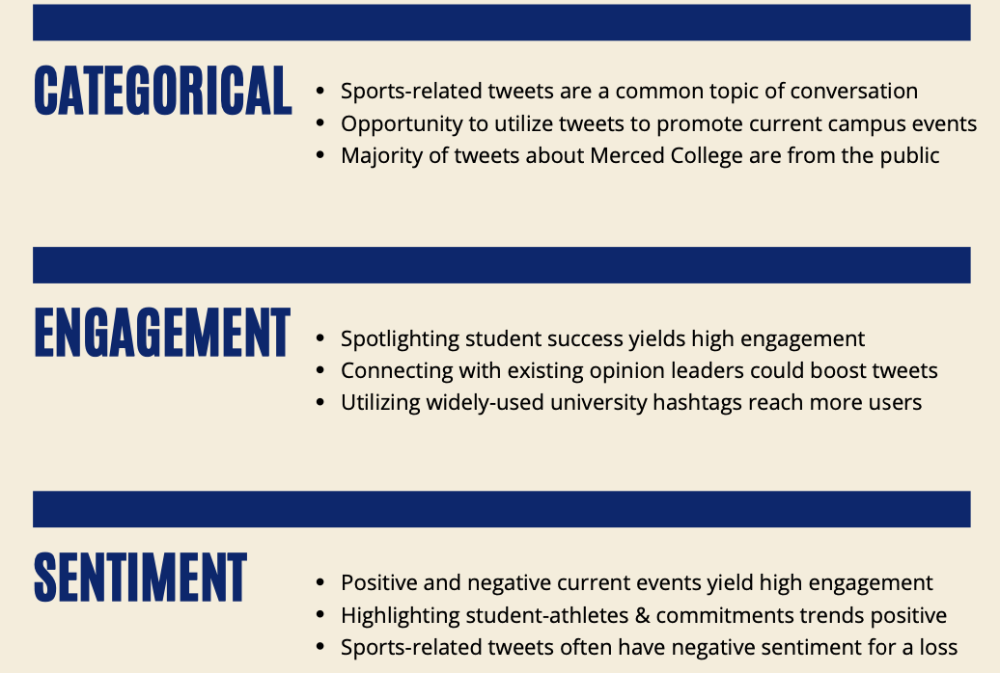 CATEGORICAL
• Sports-related tweets are a common topic of conversation
• Opportunity to utilize tweets to promote current campus events
• Majority of tweets about Merced College are from the public
ENGAGEMENT
• Spotlighting student success yields high engagement
• Connecting with existing opinion leaders could boost tweets
• Utilizing widely-used university hashtags reach more users
SENTIMENT
• Positive and negative current events yield high engagement
• Highlighting student-athletes & commitments trends positive
• Sports-related tweets often have negative sentiment for a loss